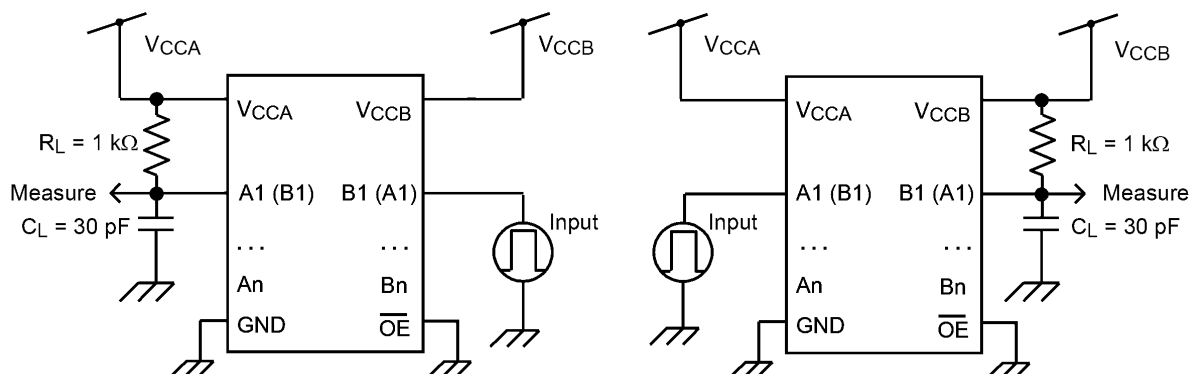 VCCA
VCCB
VCCA
VCCB
RL = 1 kΩ
Measure
A1 (B1)
B1 (A1)
CL = 30 pF
Input
...
...
An
Bn
GND
OE
VCCA
VCCB
VCCA
VCCB
RL = 1 kΩ
A1 (B1)
B1 (A1)
Measure
Input
CL = 30 pF
...
...
An
Bn
GND
OE